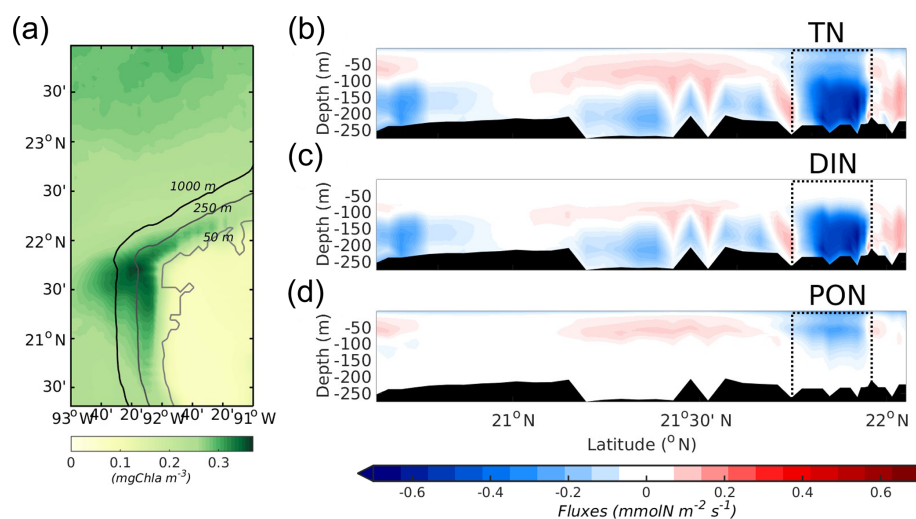 (a)
30'
23°N
30'
22°N
30'
21°N
30'
1000 m
250 m
50 m
93°W 40' 20' 92°W 40' 20' 91°W
0 0.1 0.2 0.3
(mgChla m-3)
(b)
TN
Depth (m)
-50
-100
-150
-200
-250
(c)
DIN
Depth (m)
-50
-100
-150
-200
-250
(d)
PON
Depth (m)
-50
-100
-150
-200
-250
21°N 21°30' N 22°N
Latitude (°N)
-0.6 -0.4 -0.2 0 0.2 0.4 0.6
Fluxes (mmolN m-2 s-1)